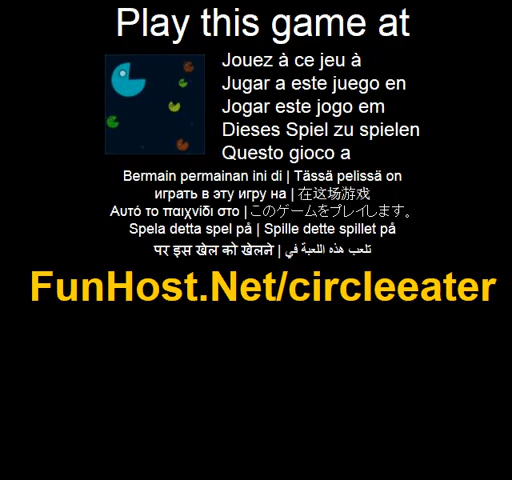 Play this game at
Jouez à ce jeu à
Jugar a este juego en
Jogar este jogo em
Dieses Spiel zu spielen
Questo gioco a
Bermain permainan ini di | Tässä pelissä on
играть в эту игру на | 在这场游戏
Αυτό το παιχνίδι στο | このゲームをプレイします。
Spela detta spel på | Spille dette spillet på
पर इस खेल को खेलने | تلعب هذه اللعبة في
FunHost.Net/circleeater